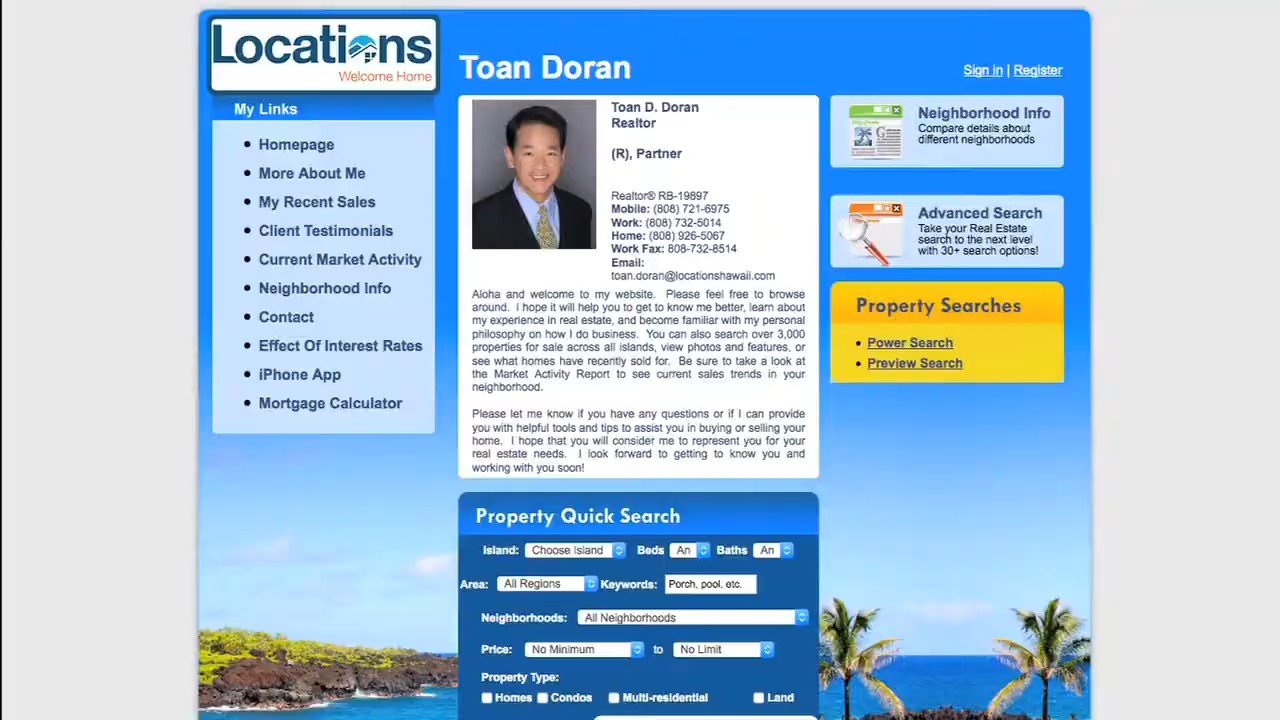 Locations
Welcome Home
Toan Doran
Sign in | Register
My Links
Homepage
More About Me
My Recent Sales
Client Testimonials
Current Market Activity
Neighborhood Info
Contact
Effect Of Interest Rates
iPhone App
Mortgage Calculator
Toan D. Doran
Realtor
(R), Partner
Realtor® RB-19897
Mobile: (808) 721-6975
Work: (808) 732-5014
Home: (808) 926-5067
Work Fax: 808-732-8514
Email:
toan.doran@locationshawaii.com
Aloha and welcome to my website. Please feel free to browse
around. I hope it will help you to get to know me better, learn about
my experience in real estate, and become familiar with my personal
philosophy on how I do business. You can also search over 3,000
properties for sale across all islands, view photos and features, or
see what homes have recently sold for. Be sure to take a look at
the Market Activity Report to see current sales trends in your
neighborhood.
Please let me know if you have any questions or if I can provide
you with helpful tools and tips to assist you in buying or selling your
home. I hope that you will consider me to represent you for your
real estate needs. I look forward to getting to know you and
working with you soon!
Property Quick Search
Island: Choose Island Beds An Baths An
Area: All Regions Keywords: Porch, pool, etc.
Neighborhoods: All Neighborhoods
Price: No Minimum to No Limit
Property Type:
Homes Condos Multi-residential Land
Neighborhood Info
Compare details about
different neighborhoods
Advanced Search
Take your Real Estate
search to the next level
with 30+ search options!
Property Searches
Power Search
Preview Search